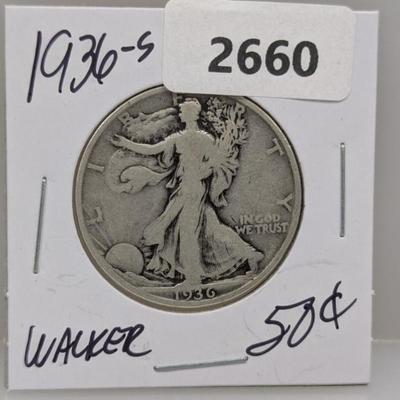 1936-S
2660
LIBERTY
IN GOD
WE TRUST
1936
WALKER
50¢